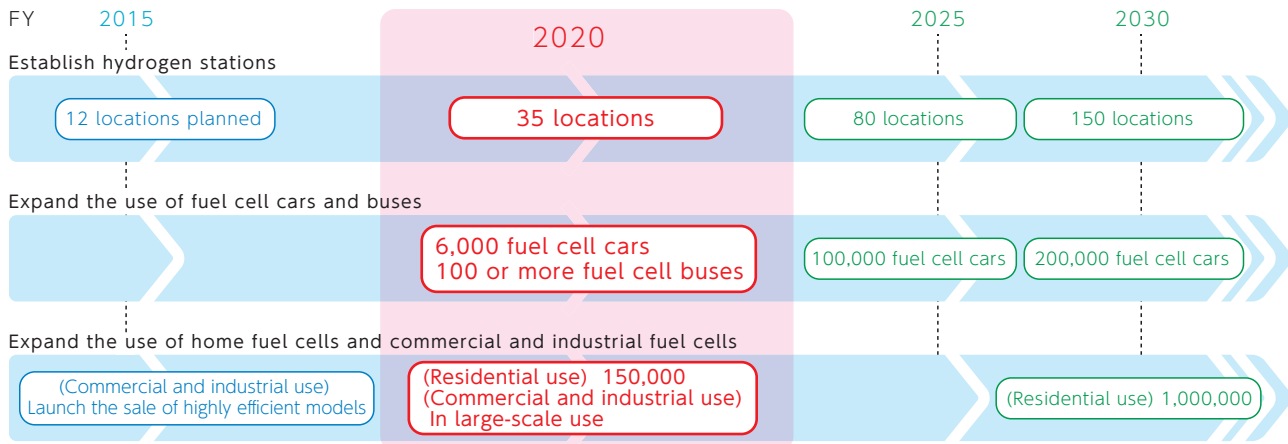 FY 2015 2020 2025 2030
Establish hydrogen stations
12 locations planned 35 locations 80 locations 150 locations
Expand the use of fuel cell cars and buses
6,000 fuel cell cars
100 or more fuel cell buses
100,000 fuel cell cars 200,000 fuel cell cars
Expand the use of home fuel cells and commercial and industrial fuel cells
(Commercial and industrial use)
Launch the sale of highly efficient models
(Residential use) 150,000
(Commercial and industrial use)
In large-scale use
(Residential use) 1,000,000